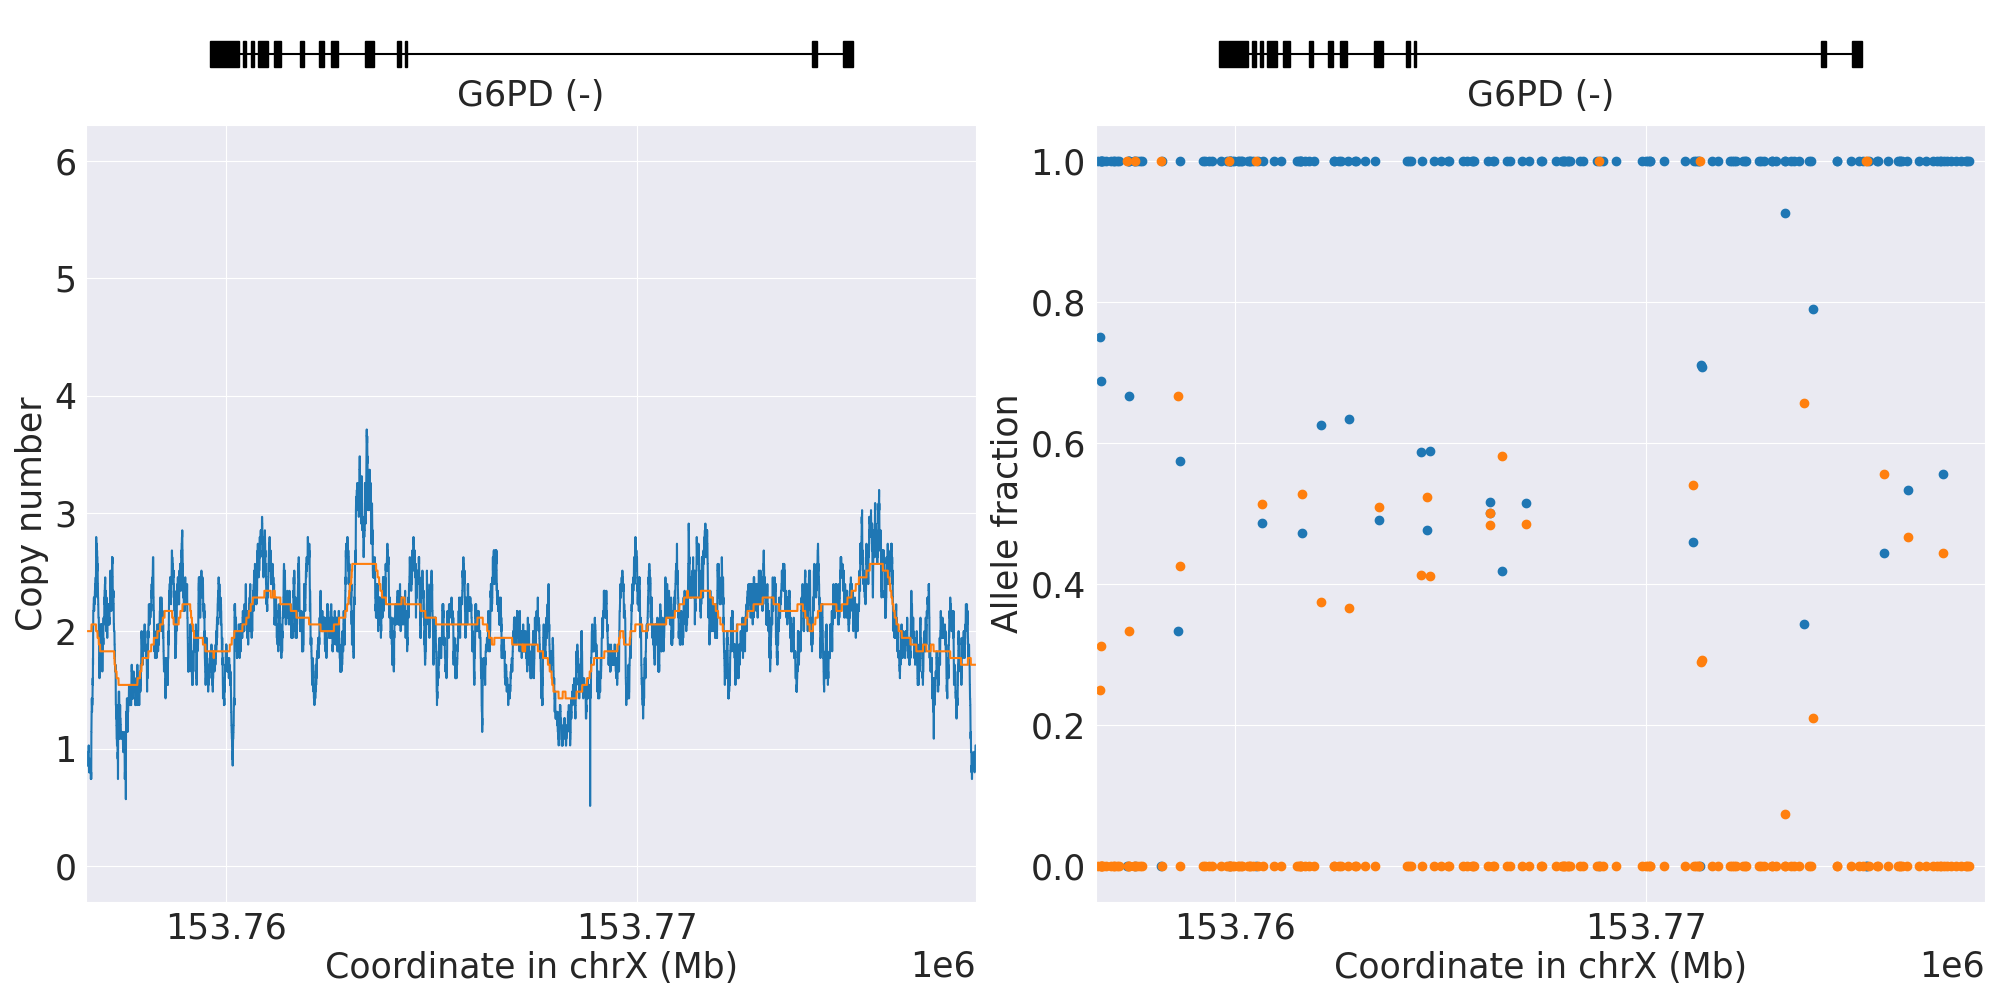 G6PD (-)
G6PD (-)
Copy number
6
5
4
3
2
1
0
153.76
153.77
Coordinate in chrX (Mb)
1e6
Allele fraction
1.0
0.8
0.6
0.4
0.2
0.0
153.76
153.77
Coordinate in chrX (Mb)
1e6